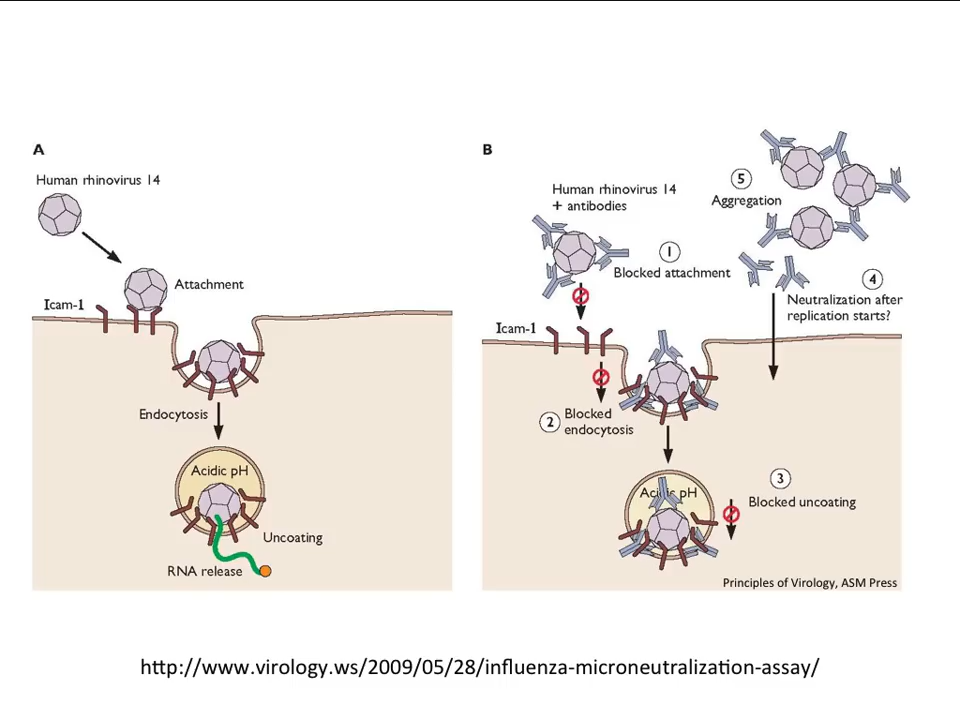 A
Human rhinovirus 14
Attachment
Icam-1
Endocytosis
Acidic pH
Uncoating
RNA release
B
Human rhinovirus 14
+ antibodies
1
Blocked attachment
5
Aggregation
4
Neutralization after
replication starts?
Icam-1
2
Blocked
endocytosis
Acidic pH
3
Blocked uncoating
Principles of Virology, ASM Press
http://www.virology.ws/2009/05/28/influenza-microneutralization-assay/